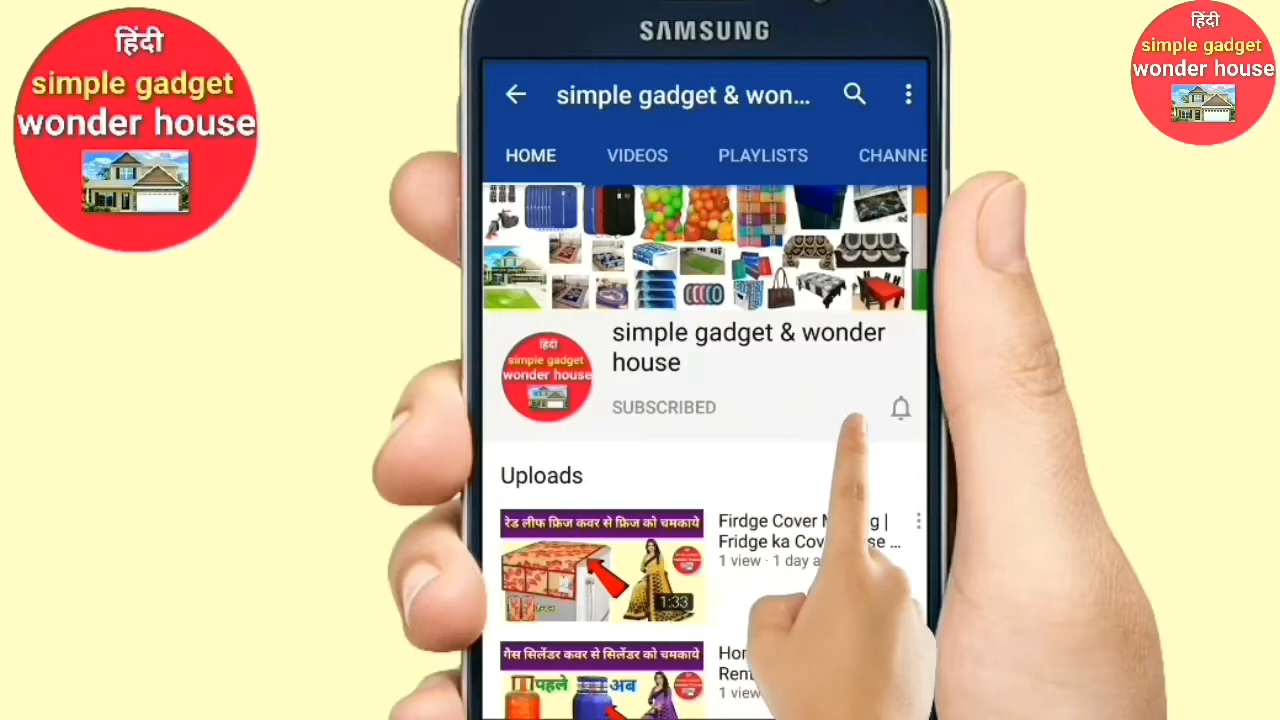 हिंदी
simple gadget
wonder house
SAMSUNG
simple gadget & won...
HOME
VIDEOS
PLAYLISTS
CHANNE
simple gadget & wonder
house
SUBSCRIBED
हिंदी
simple gadget
wonder house
Uploads
रेड लीफ फ्रिज कवर से फ्रिज को चमकाये
1:33
Firdge Cover
g |
Fridge ka Cov
se ...
1 view · 1 day a
गैस सिलेंडर कवर से सिलेंडर को चमकाये
पहले
अब
Hor
Rent
1 view
हिंदी
simple gadget
wonder house